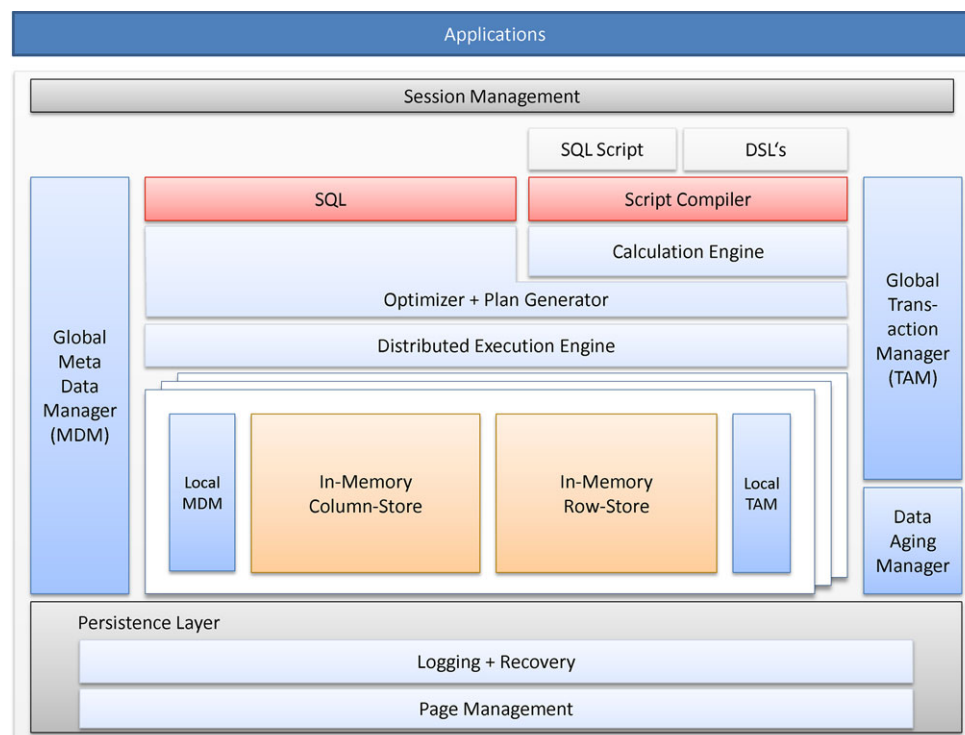 Applications
Session Management
SQL Script
DSL‘s
SQL
Script Compiler
Calculation Engine
Optimizer + Plan Generator
Distributed Execution Engine
Global
Meta
Data
Manager
(MDM)
Global
Trans-
action
Manager
(TAM)
Local
MDM
In-Memory
Column-Store
In-Memory
Row-Store
Local
TAM
Data
Aging
Manager
Persistence Layer
Logging + Recovery
Page Management